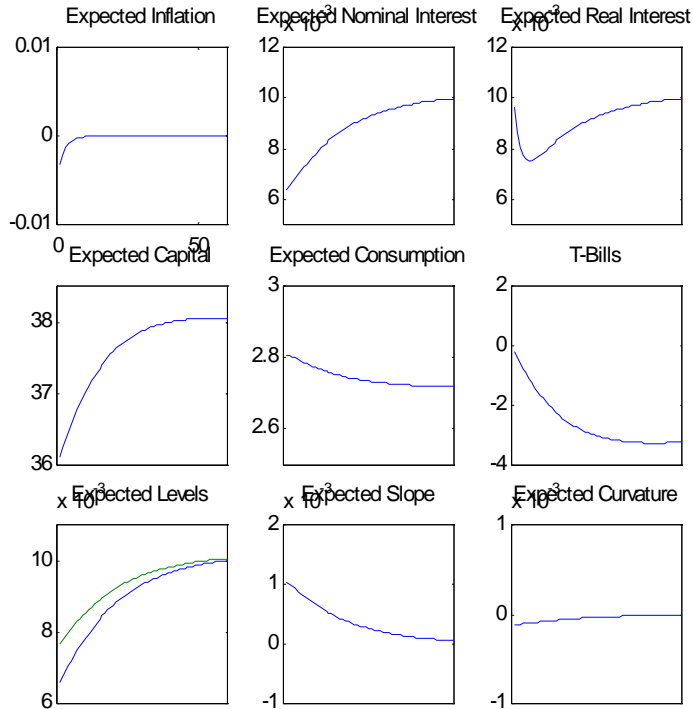 Expected Inflation
0.01
0
-0.01
0
50
Expected Nominal Interest
x 10-3
12
10
8
6
Expected Real Interest
x 10-3
12
10
8
6
Expected Capital
38
37
36
Expected Consumption
3
2.8
2.6
T-Bills
2
0
-2
-4
Expected Levels
x 10-3
10
8
6
Expected Slope
x 10-3
2
1
0
-1
Expected Curvature
x 10-3
1
0
-1